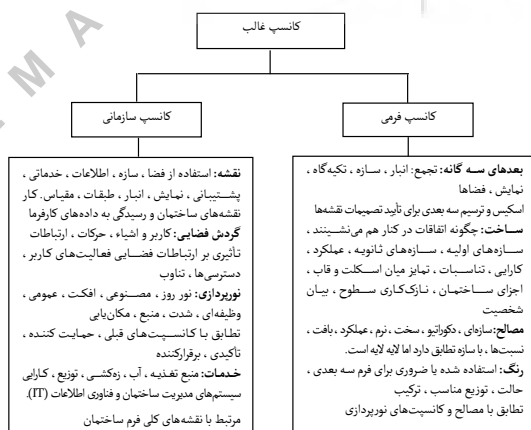 کانسپ غالب
کانسپ فرمی
کانسپ سازمانی
بعدهای سه گانه: تجمع: انبار ، سازه ، تکیه‌گاه ،
نمایش ، فضاها
اسکیس و ترسیم سه بعدی برای تأیید تصمیمات نقشه‌ها
ساخت: چگونه اتفاقات در کنار هم می‌نشینند ،
سازه‌های اولیه ، سازه‌های ثانویه ، عملکرد ،
کارایی ، تناسبات ، تمایز میان اسکلت و قاب ،
اجزای ساختمان ، نازک‌کاری سطوح ، بیان
شخصیت
مصالح: سازه‌ای ، دکوراتیو ، سخت ، نرم ، عملکرد ، بافت ،
نسبت‌ها ، با سازه تطابق دارد اما لایه لایه است.
رنگ: استفاده شده یا ضروری برای فرم سه بعدی ،
حالت ، توزیع مناسب ، ترکیب
تطابق با مصالح و کانسپت‌های نورپردازی
نقشه: استفاده از فضا ، سازه ، اطلاعات ، خدماتی ،
پشتیبانی ، نمایش ، انبار ، طبقات ، مقیاس. کار
نقشه‌های ساختمان و رسیدگی به داده‌های کارفرما
گردش فضایی: کاربر و اشیاء ، حرکات ، ارتباطات
تأثیری بر ارتباطات فضایی فعالیت‌های کاربر ،
دسترسی‌ها ، تناوب
نورپردازی: نور روز ، مصنوعی ، افکت ، عمومی ،
وظیفه‌ای ، شدت ، منبع ، مکان‌یابی
تطابق با کانسپت‌های قبلی ، حمایت کننده ،
تأکیدی ، برقرارکننده
خدمات: منبع تغذیه ، آب ، زه‌کشی ، توزیع ، کارایی
سیستم‌های مدیریت ساختمان و فناوری اطلاعات (IT).
مرتبط با نقشه‌های کلی فرم ساختمان